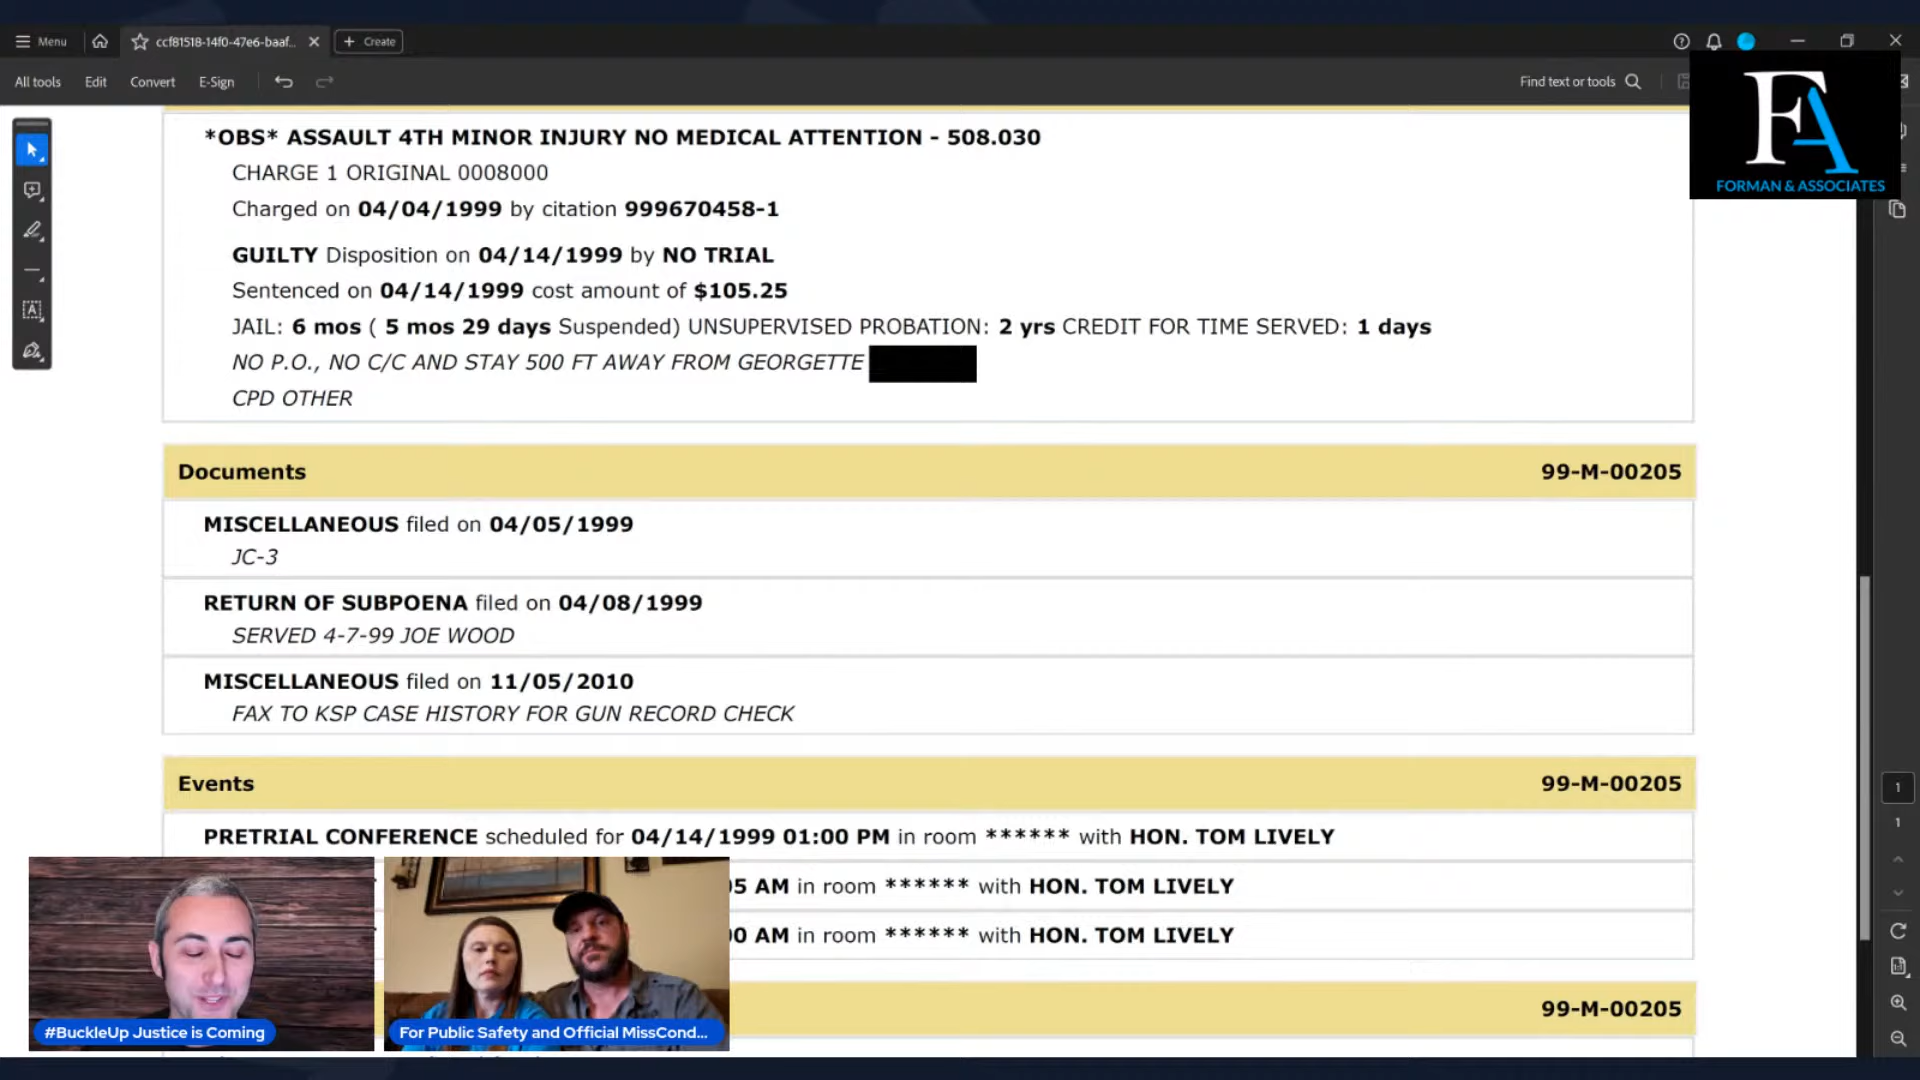 Menu
ccf81518-14f0-47e6-baaf...
Create
All tools
Edit
Convert
E-Sign
Find text or tools
FA
FORMAN & ASSOCIATES
*OBS* ASSAULT 4TH MINOR INJURY NO MEDICAL ATTENTION - 508.030
CHARGE 1 ORIGINAL 0008000
Charged on 04/04/1999 by citation 999670458-1
GUILTY Disposition on 04/14/1999 by NO TRIAL
Sentenced on 04/14/1999 cost amount of $105.25
JAIL: 6 mos ( 5 mos 29 days Suspended) UNSUPERVISED PROBATION: 2 yrs CREDIT FOR TIME SERVED: 1 days
NO P.O., NO C/C AND STAY 500 FT AWAY FROM GEORGETTE
CPD OTHER
Documents 99-M-00205
MISCELLANEOUS filed on 04/05/1999
JC-3
RETURN OF SUBPOENA filed on 04/08/1999
SERVED 4-7-99 JOE WOOD
MISCELLANEOUS filed on 11/05/2010
FAX TO KSP CASE HISTORY FOR GUN RECORD CHECK
Events 99-M-00205
PRETRIAL CONFERENCE scheduled for 04/14/1999 01:00 PM in room ****** with HON. TOM LIVELY
05 AM in room ****** with HON. TOM LIVELY
00 AM in room ****** with HON. TOM LIVELY
99-M-00205
1
1
#BuckleUp Justice is Coming
For Public Safety and Official MissCond...